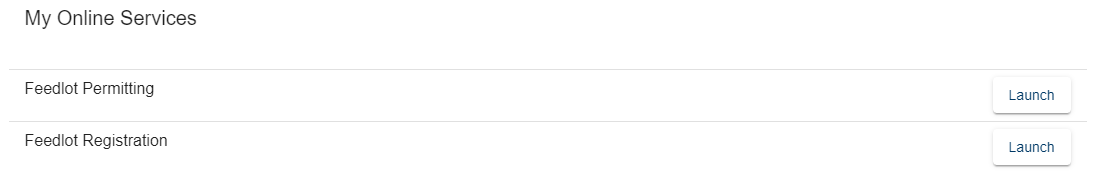 My Online Services
Feedlot Permitting
Launch
Feedlot Registration
Launch